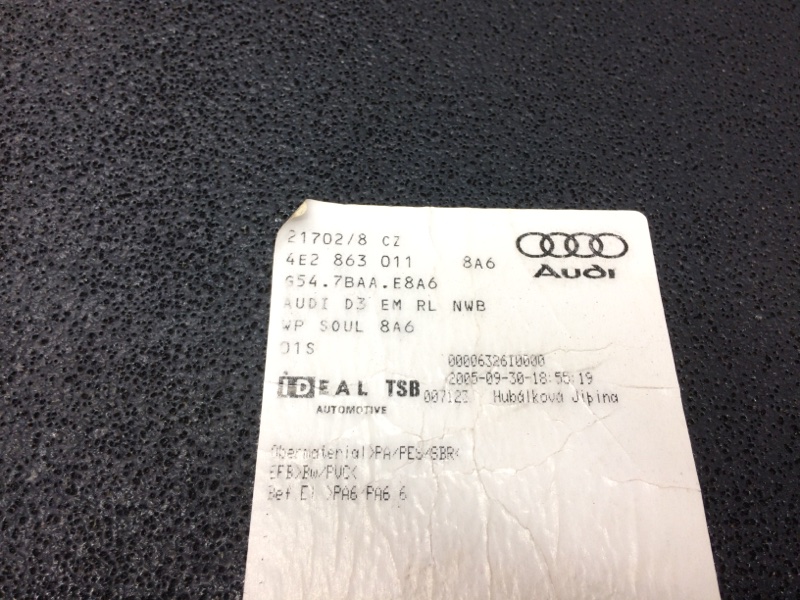 21702/8 CZ
4E2 863 011 8A6
G54.7BAA.E8A6
AUDI D3 EM RL NWB
WP SOUL 8A6
01S
Audi
00006326I0000
2005-09-30-18:55:19
iDEAL TSB 007123 Hubálková Jiřina
AUTOMOTIVE
Obermaterial>PA/PES/SBR<
EFB>Bw/PVC<
Bef El >PA6 PA6 6